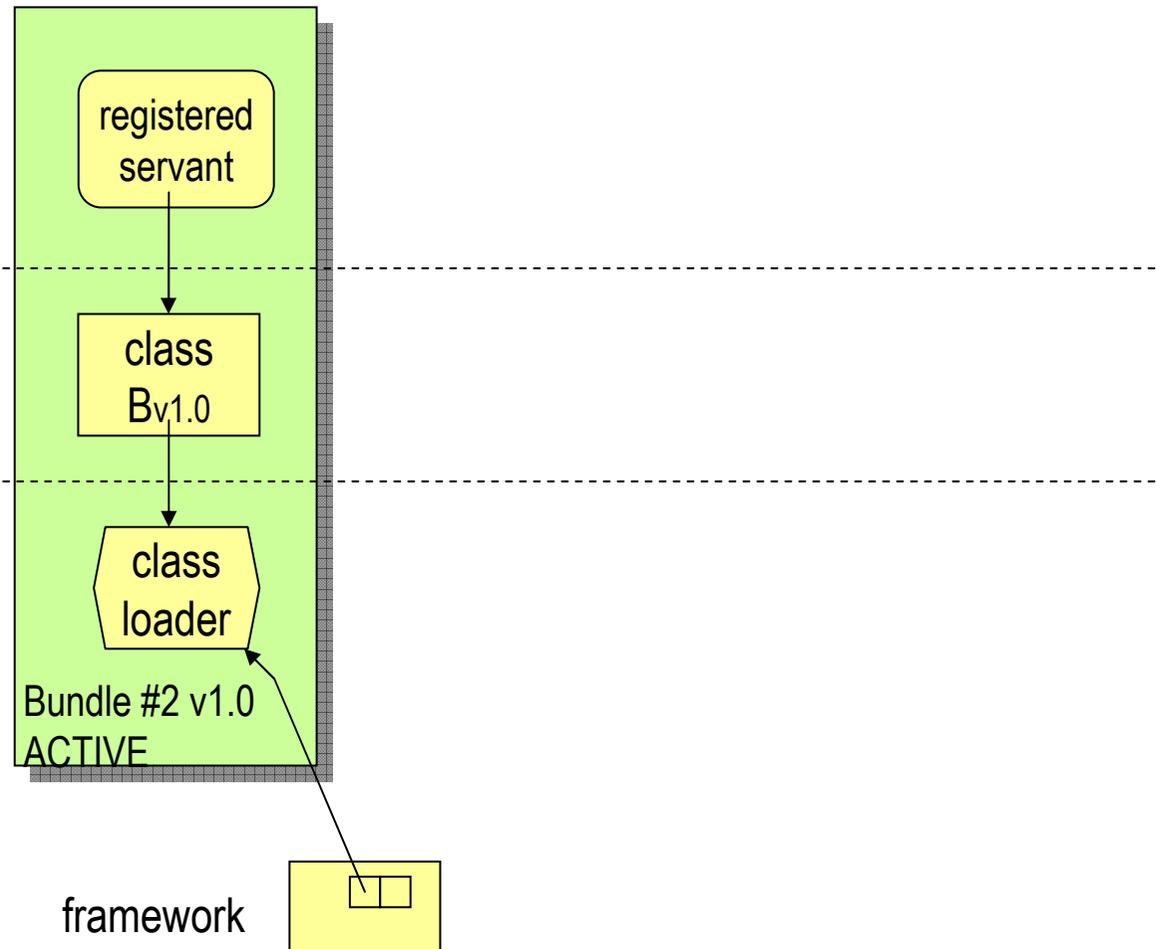 registered
servant
class
Bv1.0
class
loader
Bundle #2 v1.0
ACTIVE
framework